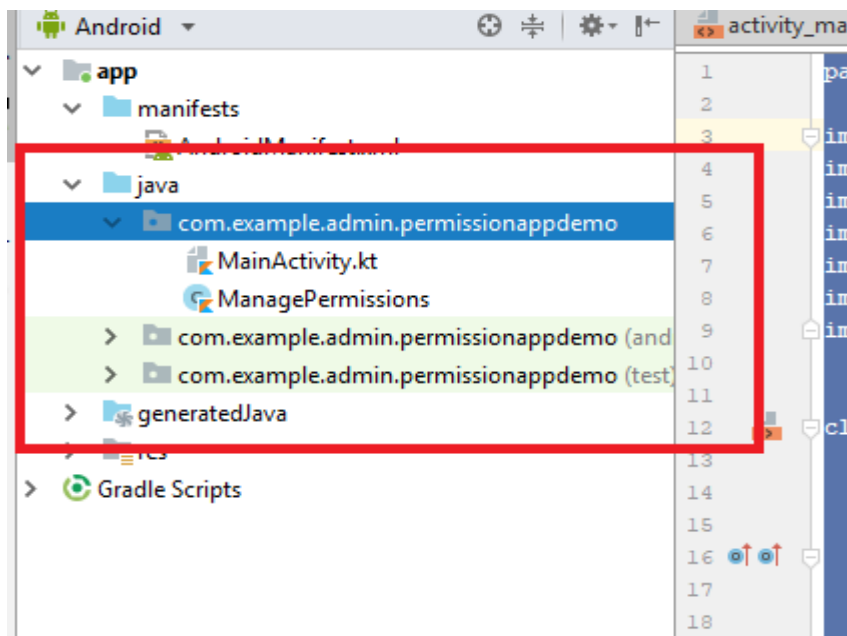 Android
activity_ma
app
manifests
AndroidManifest.xml
java
com.example.admin.permissionappdemo
MainActivity.kt
ManagePermissions
com.example.admin.permissionappdemo (and
com.example.admin.permissionappdemo (test)
generatedJava
res
Gradle Scripts
1 pa
2
3 im
4 im
5 im
6 im
7 im
8 im
9 im
10
11
12 cl
13
14
15
16
17
18